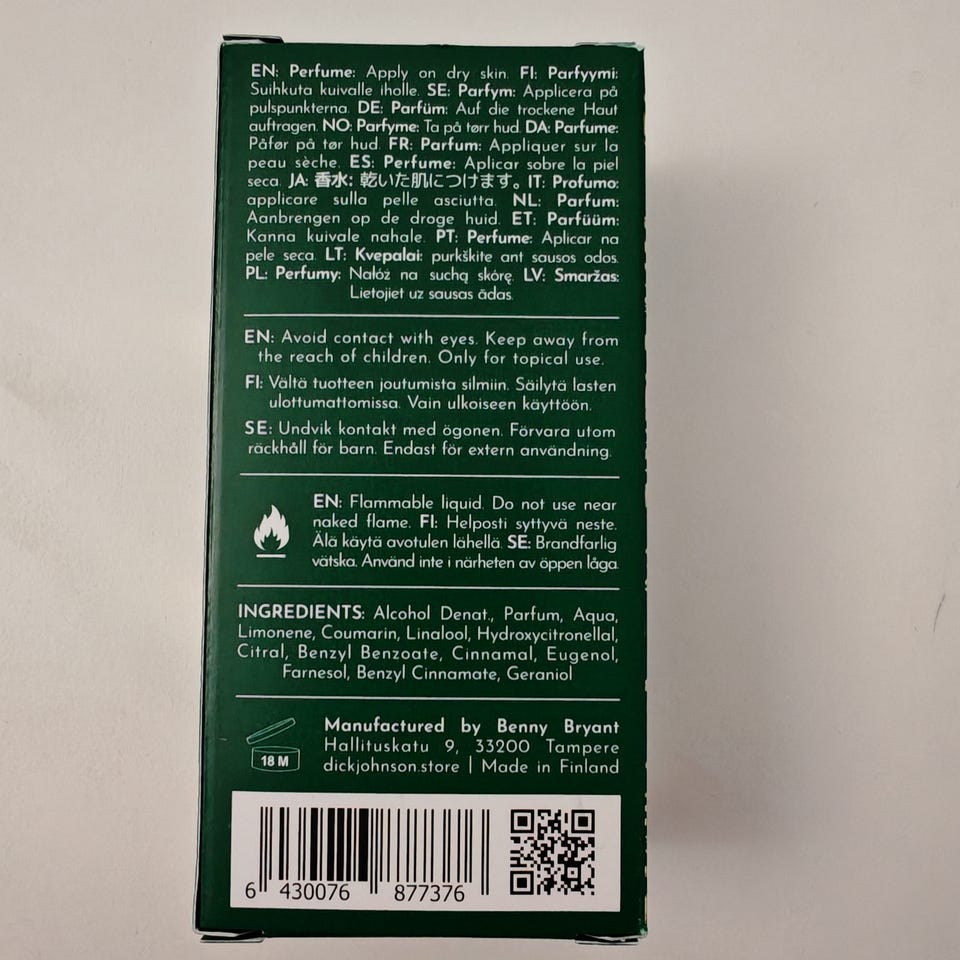 EN: Perfume: Apply on dry skin. FI: Parfyymi:
Suihkuta kuivalle iholle. SE: Parfym: Applicera på
pulspunkterna. DE: Parfüm: Auf die trockene Haut
auftragen. NO: Parfyme: Ta på tørr hud. DA: Parfume:
Påfør på tør hud. FR: Parfum: Appliquer sur la
peau sèche. ES: Perfume: Aplicar sobre la piel
seca. JA: 香水: 乾いた肌につけます。 IT: Profumo:
applicare sulla pelle asciutta. NL: Parfum:
Aanbrengen op de droge huid. ET: Parfüüm:
Kanna kuivale nahale. PT: Perfume: Aplicar na
pele seca. LT: Kvepalai: purkškite ant sausos odos.
PL: Perfumy: Nałóż na suchą skórę. LV: Smaržas:
Lietojiet uz sausas ādas.
EN: Avoid contact with eyes. Keep away from
the reach of children. Only for topical use.
FI: Vältä tuotteen joutumista silmiin. Säilytä lasten
ulottumattomissa. Vain ulkoiseen käyttöön.
SE: Undvik kontakt med ögonen. Förvara utom
räckhåll för barn. Endast för extern användning.
EN: Flammable liquid. Do not use near
naked flame. FI: Helposti syttyvä neste.
Älä käytä avotulen lähellä. SE: Brandfarlig
vätska. Använd inte i närheten av öppen låga.
INGREDIENTS: Alcohol Denat., Parfum, Aqua,
Limonene, Coumarin, Linalool, Hydroxycitronellal,
Citral, Benzyl Benzoate, Cinnamal, Eugenol,
Farnesol, Benzyl Cinnamate, Geraniol
18 M
Manufactured by Benny Bryant
Hallituskatu 9, 33200 Tampere
dickjohnson.store | Made in Finland
6 430076 877376